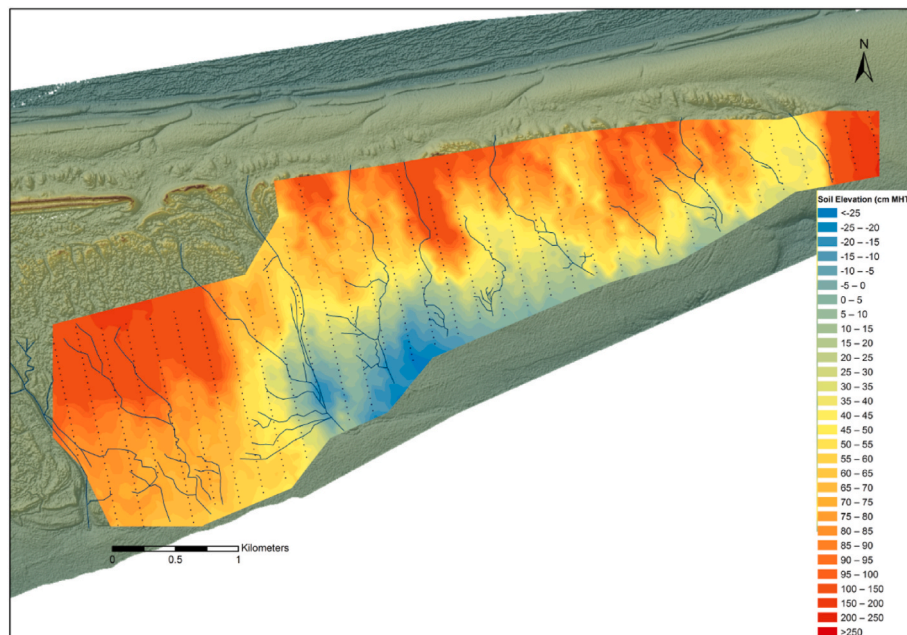 N
Soil Elevation (cm MHT
<-25
-25 – -20
-20 – -15
-15 – -10
-10 – -5
-5 – 0
0 – 5
5 – 10
10 – 15
15 – 20
20 – 25
25 – 30
30 – 35
35 – 40
40 – 45
45 – 50
50 – 55
55 – 60
60 – 65
65 – 70
70 – 75
75 – 80
80 – 85
85 – 90
90 – 95
95 – 100
100 – 150
150 – 200
200 – 250
>250
Kilometers
0 0.5 1